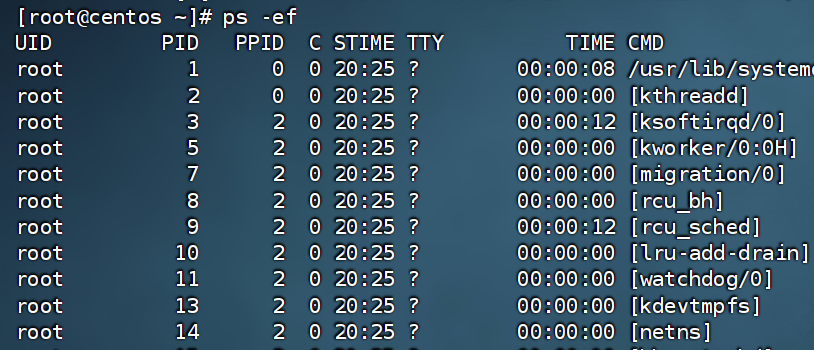 [root@centos ~]# ps -ef
UID PID PPID C STIME TTY TIME CMD
root 1 0 0 20:25 ? 00:00:08 /usr/lib/system
root 2 0 0 20:25 ? 00:00:00 [kthreadd]
root 3 2 0 20:25 ? 00:00:12 [ksoftirqd/0]
root 5 2 0 20:25 ? 00:00:00 [kworker/0:0H]
root 7 2 0 20:25 ? 00:00:00 [migration/0]
root 8 2 0 20:25 ? 00:00:00 [rcu_bh]
root 9 2 0 20:25 ? 00:00:12 [rcu_sched]
root 10 2 0 20:25 ? 00:00:00 [lru-add-drain]
root 11 2 0 20:25 ? 00:00:00 [watchdog/0]
root 13 2 0 20:25 ? 00:00:00 [kdevtmpfs]
root 14 2 0 20:25 ? 00:00:00 [netns]